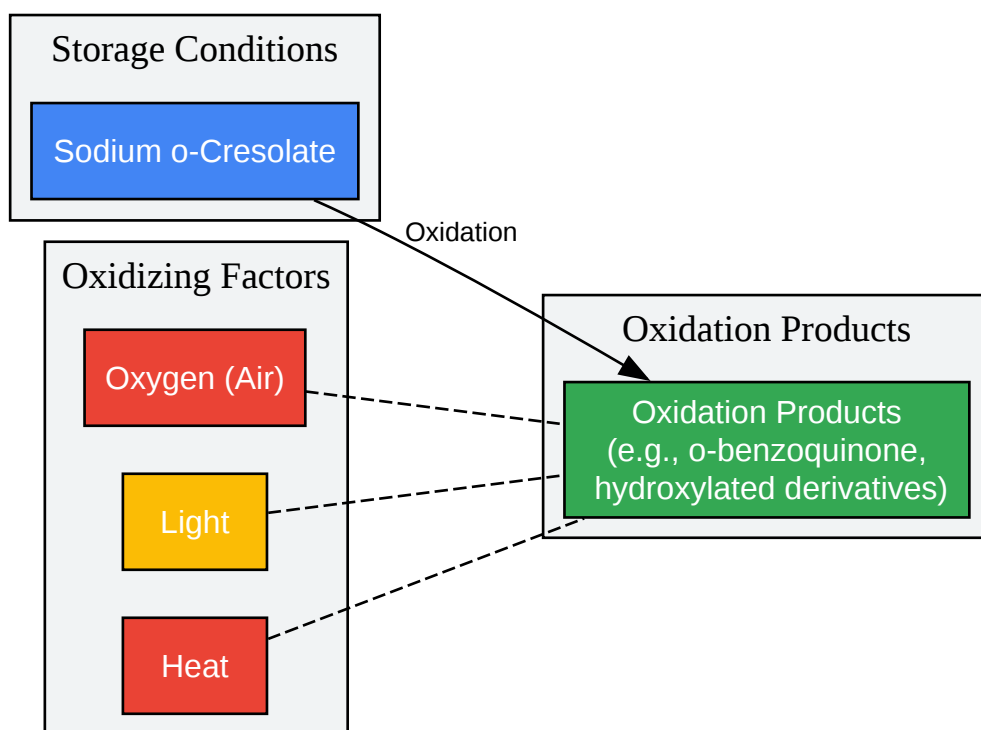 Storage Conditions
Sodium o-Cresolate
Oxidation
Oxidizing Factors
Oxygen (Air)
Light
Heat
Oxidation Products
Oxidation Products
(e.g., o-benzoquinone,
hydroxylated derivatives)